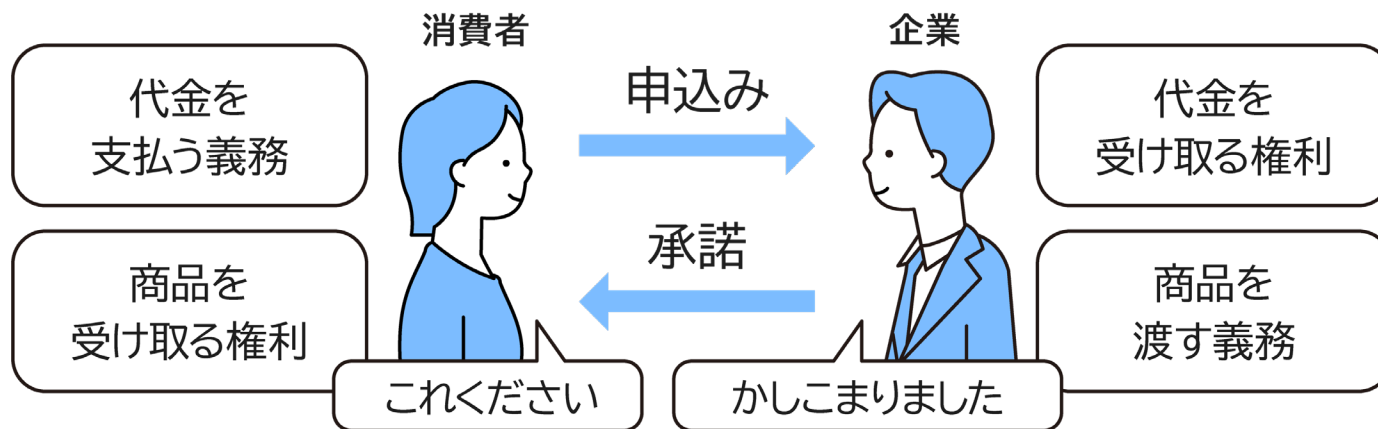 消費者
企業
代金を
支払う義務
申込み
代金を
受け取る権利
商品を
受け取る権利
承諾
商品を
渡す義務
これください
かしこまりました